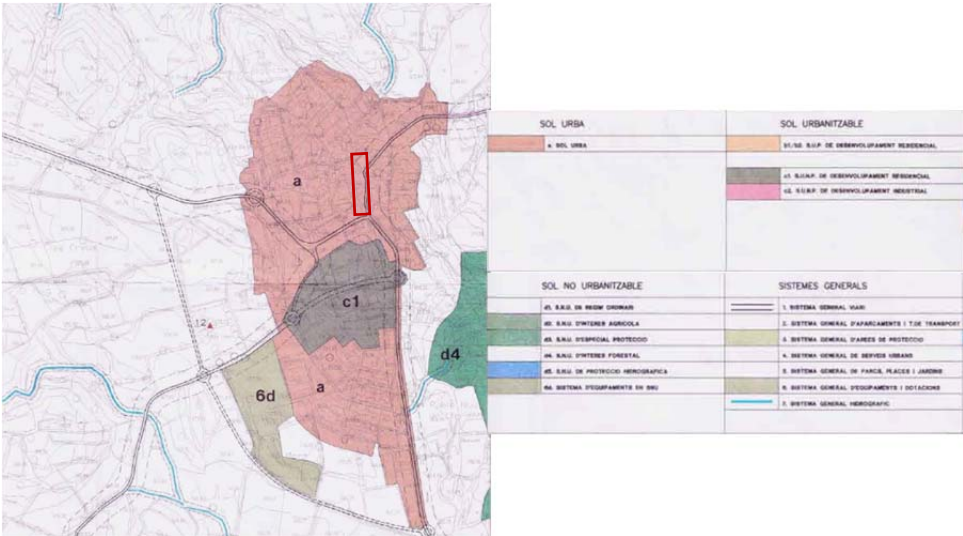 a
c1
12
d4
a
6d
SOL URBA
a. SOL URBA
SOL URBANITZABLE
b1/b2. S.U.P. DE DESENVOLUPAMENT RESIDENCIAL
c1. S.U.N.P. DE DESENVOLUPAMENT RESIDENCIAL
c2. S.U.N.P. DE DESENVOLUPAMENT INDUSTRIAL
SOL NO URBANITZABLE
d1. S.N.U. DE REGIM ORDINARI
d2. S.N.U. D'INTERES AGRICOLA
d3. S.N.U. D'ESPECIAL PROTECCIO
d4. S.N.U. D'INTERES FORESTAL
d5. S.N.U. DE PROTECCIO HIDROGRAFICA
6d. SISTEMA D'EQUIPAMENTS EN SNU
SISTEMES GENERALS
1. SISTEMA GENERAL VIARI
2. SISTEMA GENERAL D'APARCAMENTS I T.DE TRANSPORT
3. SISTEMA GENERAL D'AREES DE PROTECCIO
4. SISTEMA GENERAL DE SERVEIS URBANS
5. SISTEMA GENERAL DE PARCS, PLACES I JARDINS
6. SISTEMA GENERAL D'EQUIPAMENTS I DOTACIONS
7. SISTEMA GENERAL HIDROGRAFIC